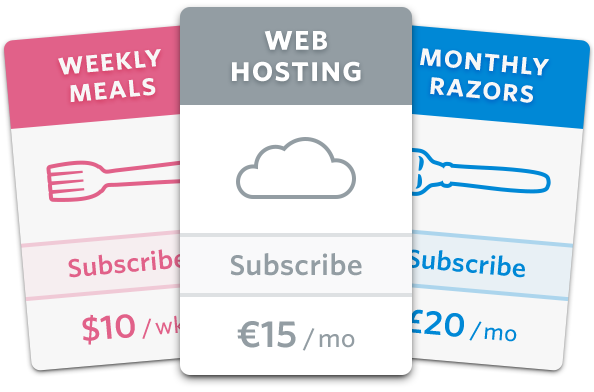 WEEKLY
MEALS
Subscribe
$10 / wk
WEB
HOSTING
Subscribe
€15 / mo
MONTHLY
RAZORS
Subscribe
£20 / mo